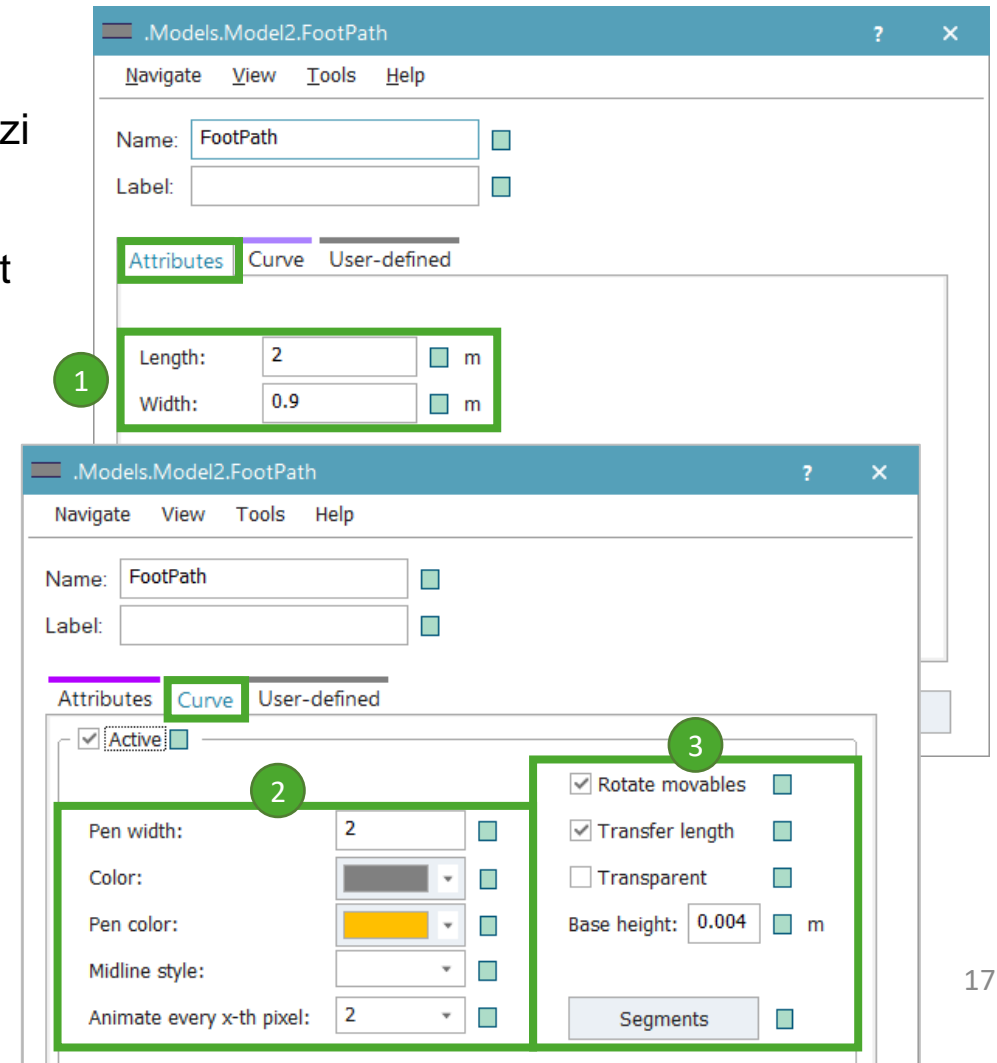 .Models.Model2.FootPath ? ×
Navigate View Tools Help
zi
Name: FootPath
Label:
t
Attributes Curve User-defined
Length: 2 m
1
Width: 0.9 m
.Models.Model2.FootPath ? ×
Navigate View Tools Help
Name: FootPath
Label:
Attributes Curve User-defined
Active
3
2
Rotate movables
Pen width: 2
Transfer length
Color:
Transparent
Pen color:
Base height: 0.004 m
Midline style:
17
Animate every x-th pixel: 2
Segments